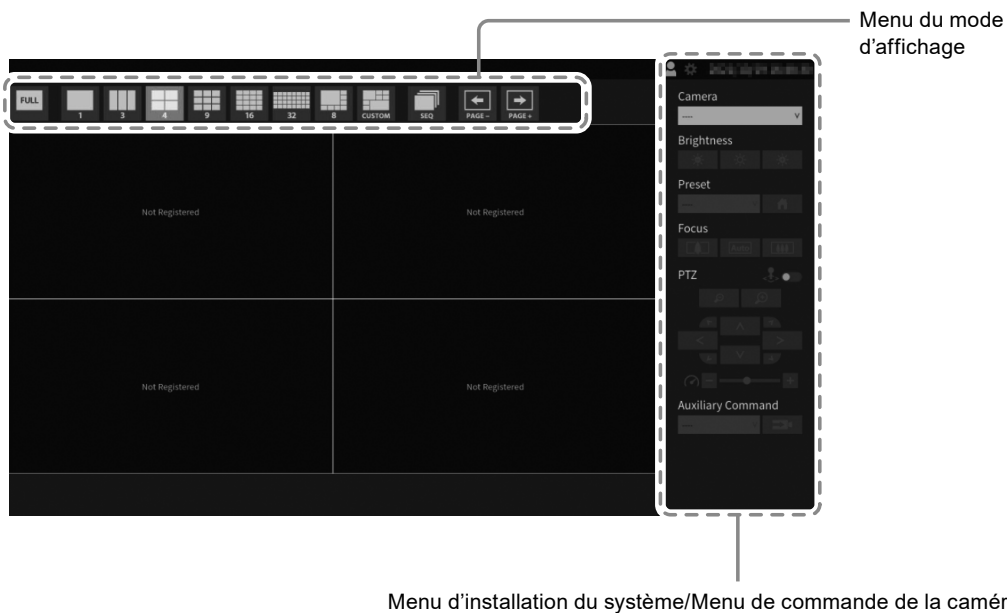 Menu du mode
d’affichage
FULL
1 3 4 9 16 32 8 CUSTOM SEQ PAGE − PAGE +
Camera
----
Brightness
Not Registered Not Registered
Preset
----
Focus
Auto
PTZ
Not Registered Not Registered
Auxiliary Command
----
Menu d’installation du système/Menu de commande de la camér